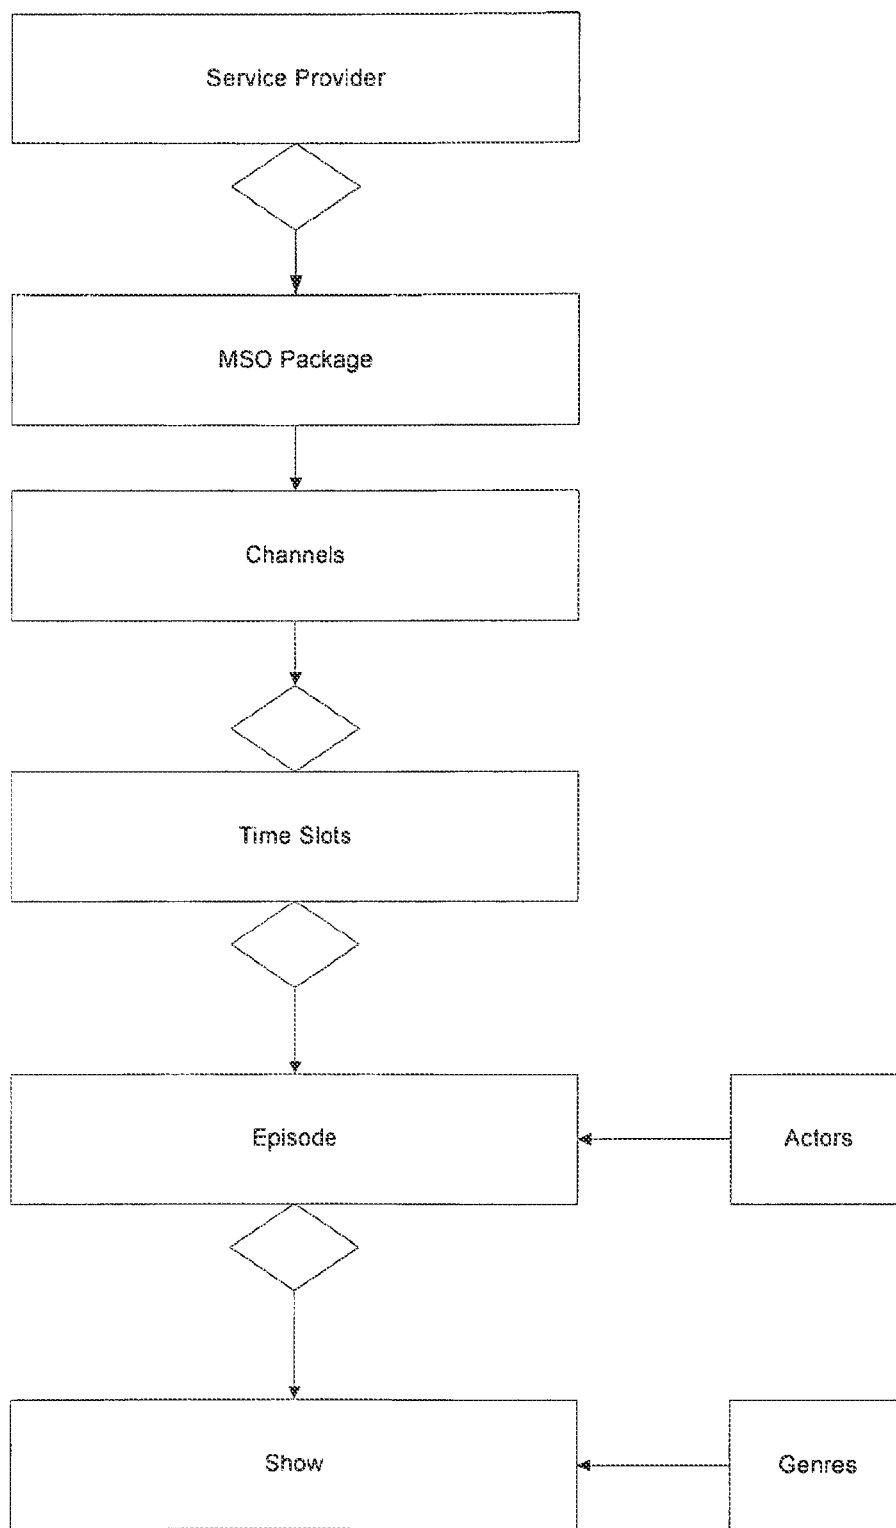 Service Provider
MSO Package
Channels
Time Slots
Episode
Actors
Show
Genres